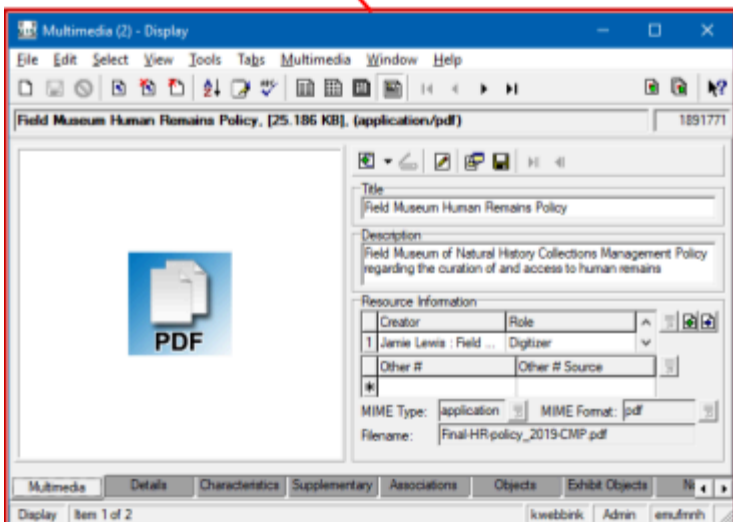 Multimedia (2) - Display
File Edit Select View Tools Tabs Multimedia Window Help
Field Museum Human Remains Policy, [25.186 KB], (application/pdf) 1891771
Title
Field Museum Human Remains Policy
Description
Field Museum of Natural History Collections Management Policy
regarding the curation of and access to human remains
PDF
Resource Information
Creator Role
1 Jamie Lewis : Field ... Digitizer
Other # Other # Source
*
MIME Type: application MIME Format: pdf
Filename: Final-HR-policy_2019-CMP.pdf
Multimedia Details Characteristics Supplementary Associations Objects Exhibit Objects
Display Item 1 of 2 kwebbink Admin emufmnh